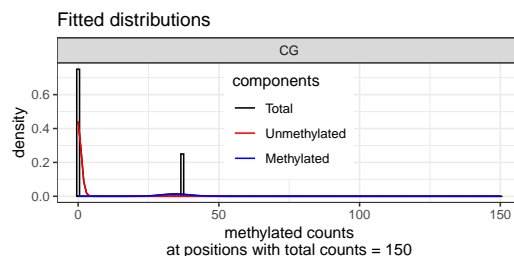 Fitted distributions
CG
components
Total
Unmethylated
Methylated
density
0.6
0.4
0.2
0.0
0
50
100
150
methylated counts
at positions with total counts = 150